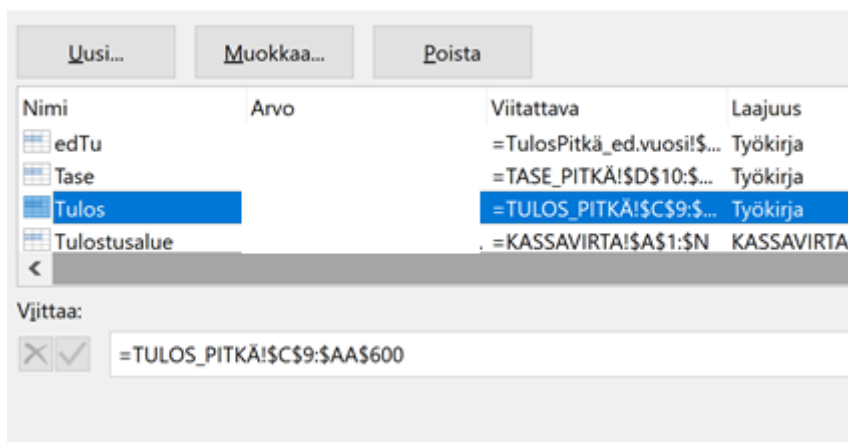 Uusi... Muokkaa... Poista
Nimi Arvo Viitattava Laajuus
edTu =TulosPitkä_ed.vuosi!$... Työkirja
Tase =TASE_PITKÄ!$D$10:$... Työkirja
Tulos =TULOS_PITKÄ!$C$9:$... Työkirja
Tulostusalue . =KASSAVIRTA!$A$1:$N KASSAVIRTA
Viittaa:
=TULOS_PITKÄ!$C$9:$AA$600